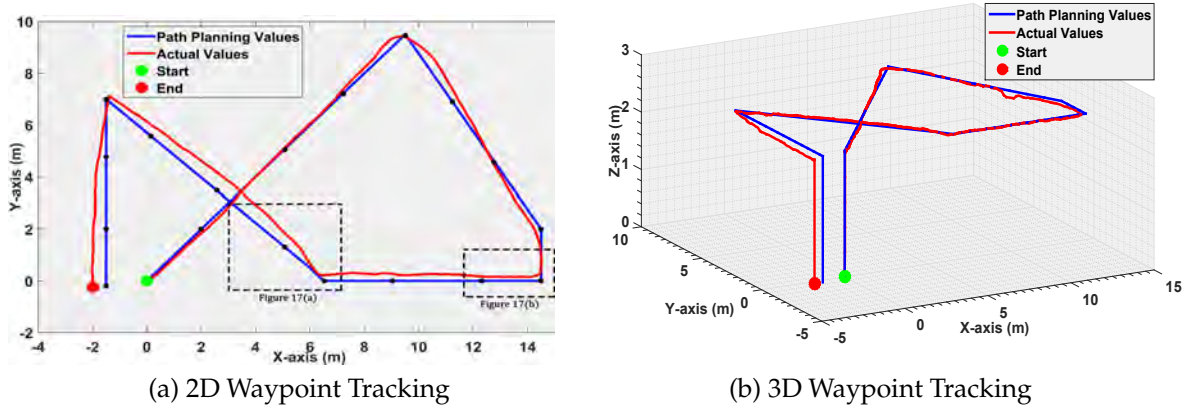 10
8
6
4
2
0
-2
Y-axis (m)
Path Planning Values
Actual Values
Start
End
Figure 17(a)
Figure 17(b)
-4 -2 0 2 4 6 8 10 12 14
X-axis (m)
(a) 2D Waypoint Tracking
3
2
1
0
Z-axis (m)
Path Planning Values
Actual Values
Start
End
10
5
0
-5
Y-axis (m)
-5
0
5
10
15
X-axis (m)
(b) 3D Waypoint Tracking